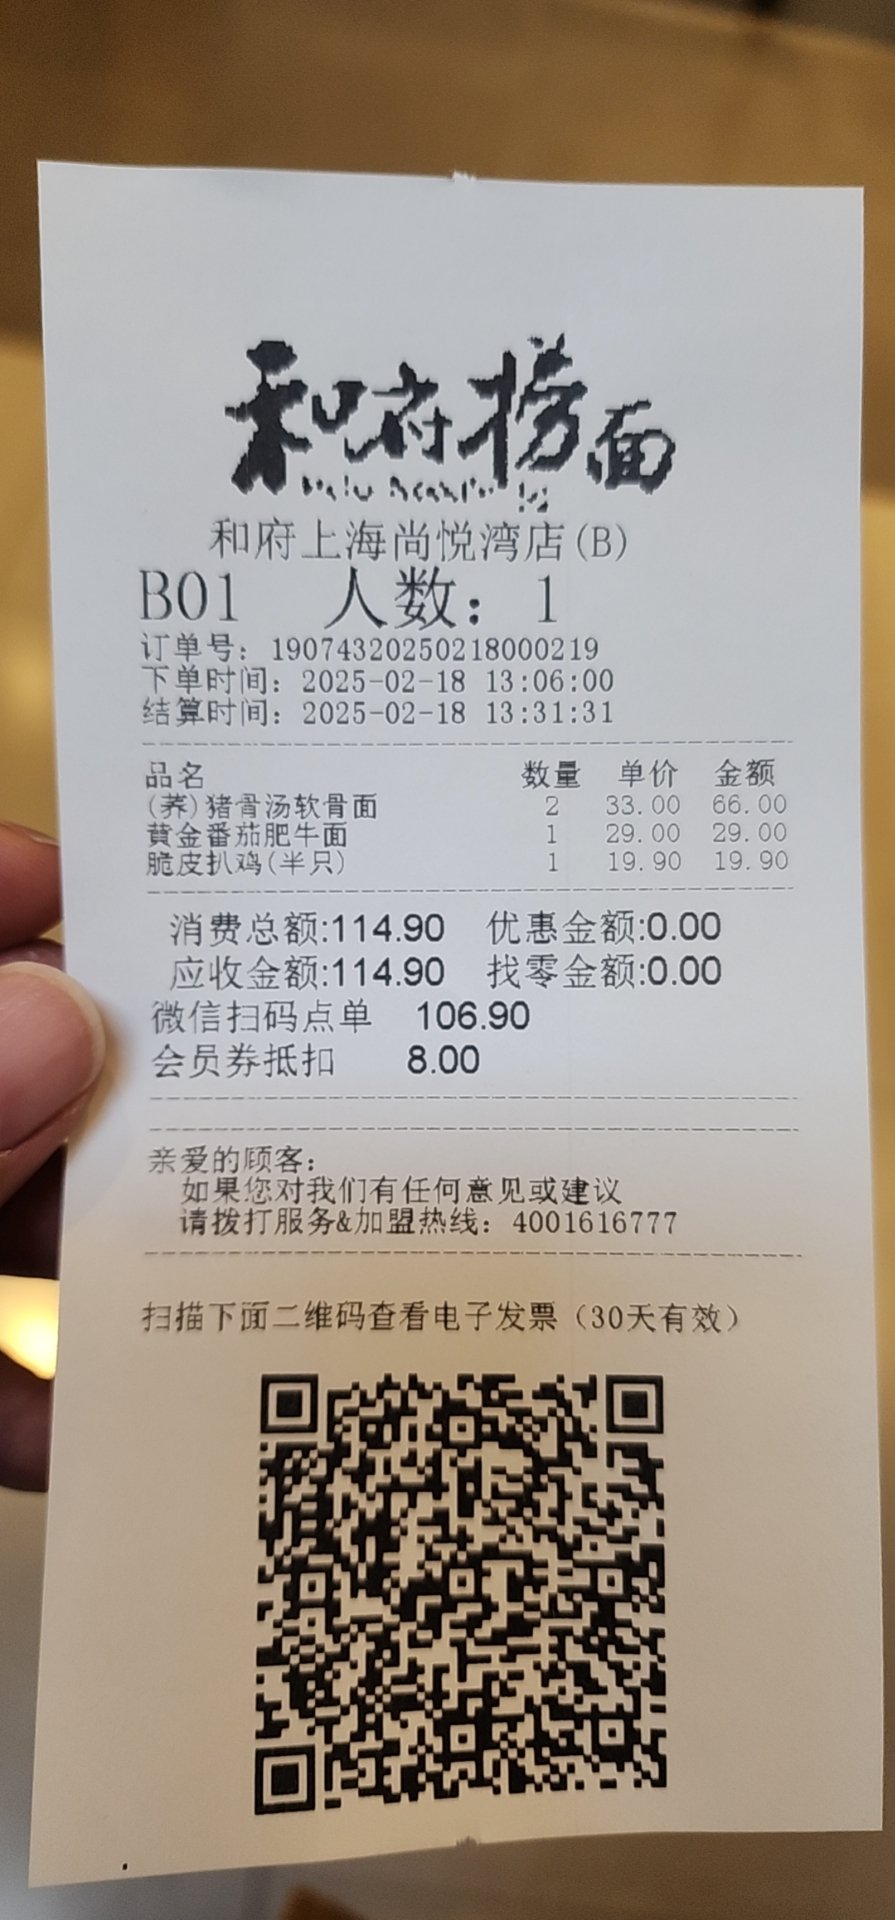 和府捞面
和府上海尚悦湾店(B)
B01 人数: 1
订单号: 19074320250218000219
下单时间: 2025-02-18 13:06:00
结算时间: 2025-02-18 13:31:31
品名 数量 单价 金额
(荞)猪骨汤软骨面 2 33.00 66.00
黄金番茄肥牛面 1 29.00 29.00
脆皮扒鸡(半只) 1 19.90 19.90
消费总额:114.90 优惠金额:0.00
应收金额:114.90 找零金额:0.00
微信扫码点单 106.90
会员券抵扣 8.00
亲爱的顾客:
如果您对我们有任何意见或建议
请拨打服务&加盟热线: 4001616777
扫描下面二维码查看电子发票（30天有效）